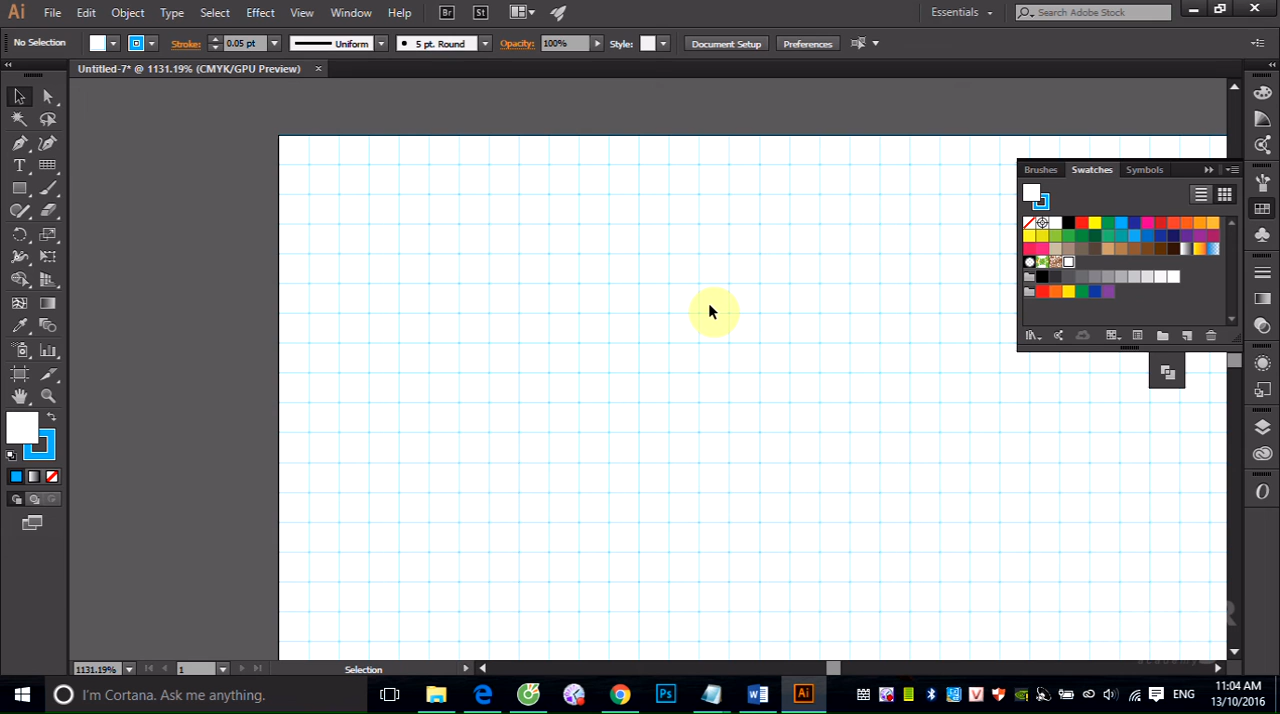 Ai File Edit Object Type Select Effect View Window Help Br St Essentials Search Adobe Stock
No Selection Stroke: 0.05 pt Uniform 5 pt. Round Opacity: 100% Style: Document Setup Preferences
Untitled-7* @ 1131.19% (CMYK/GPU Preview)
Brushes Swatches Symbols
1131.19% 1 Selection
I'm Cortana. Ask me anything. Ps Ai ENG 11:04 AM
13/10/2016